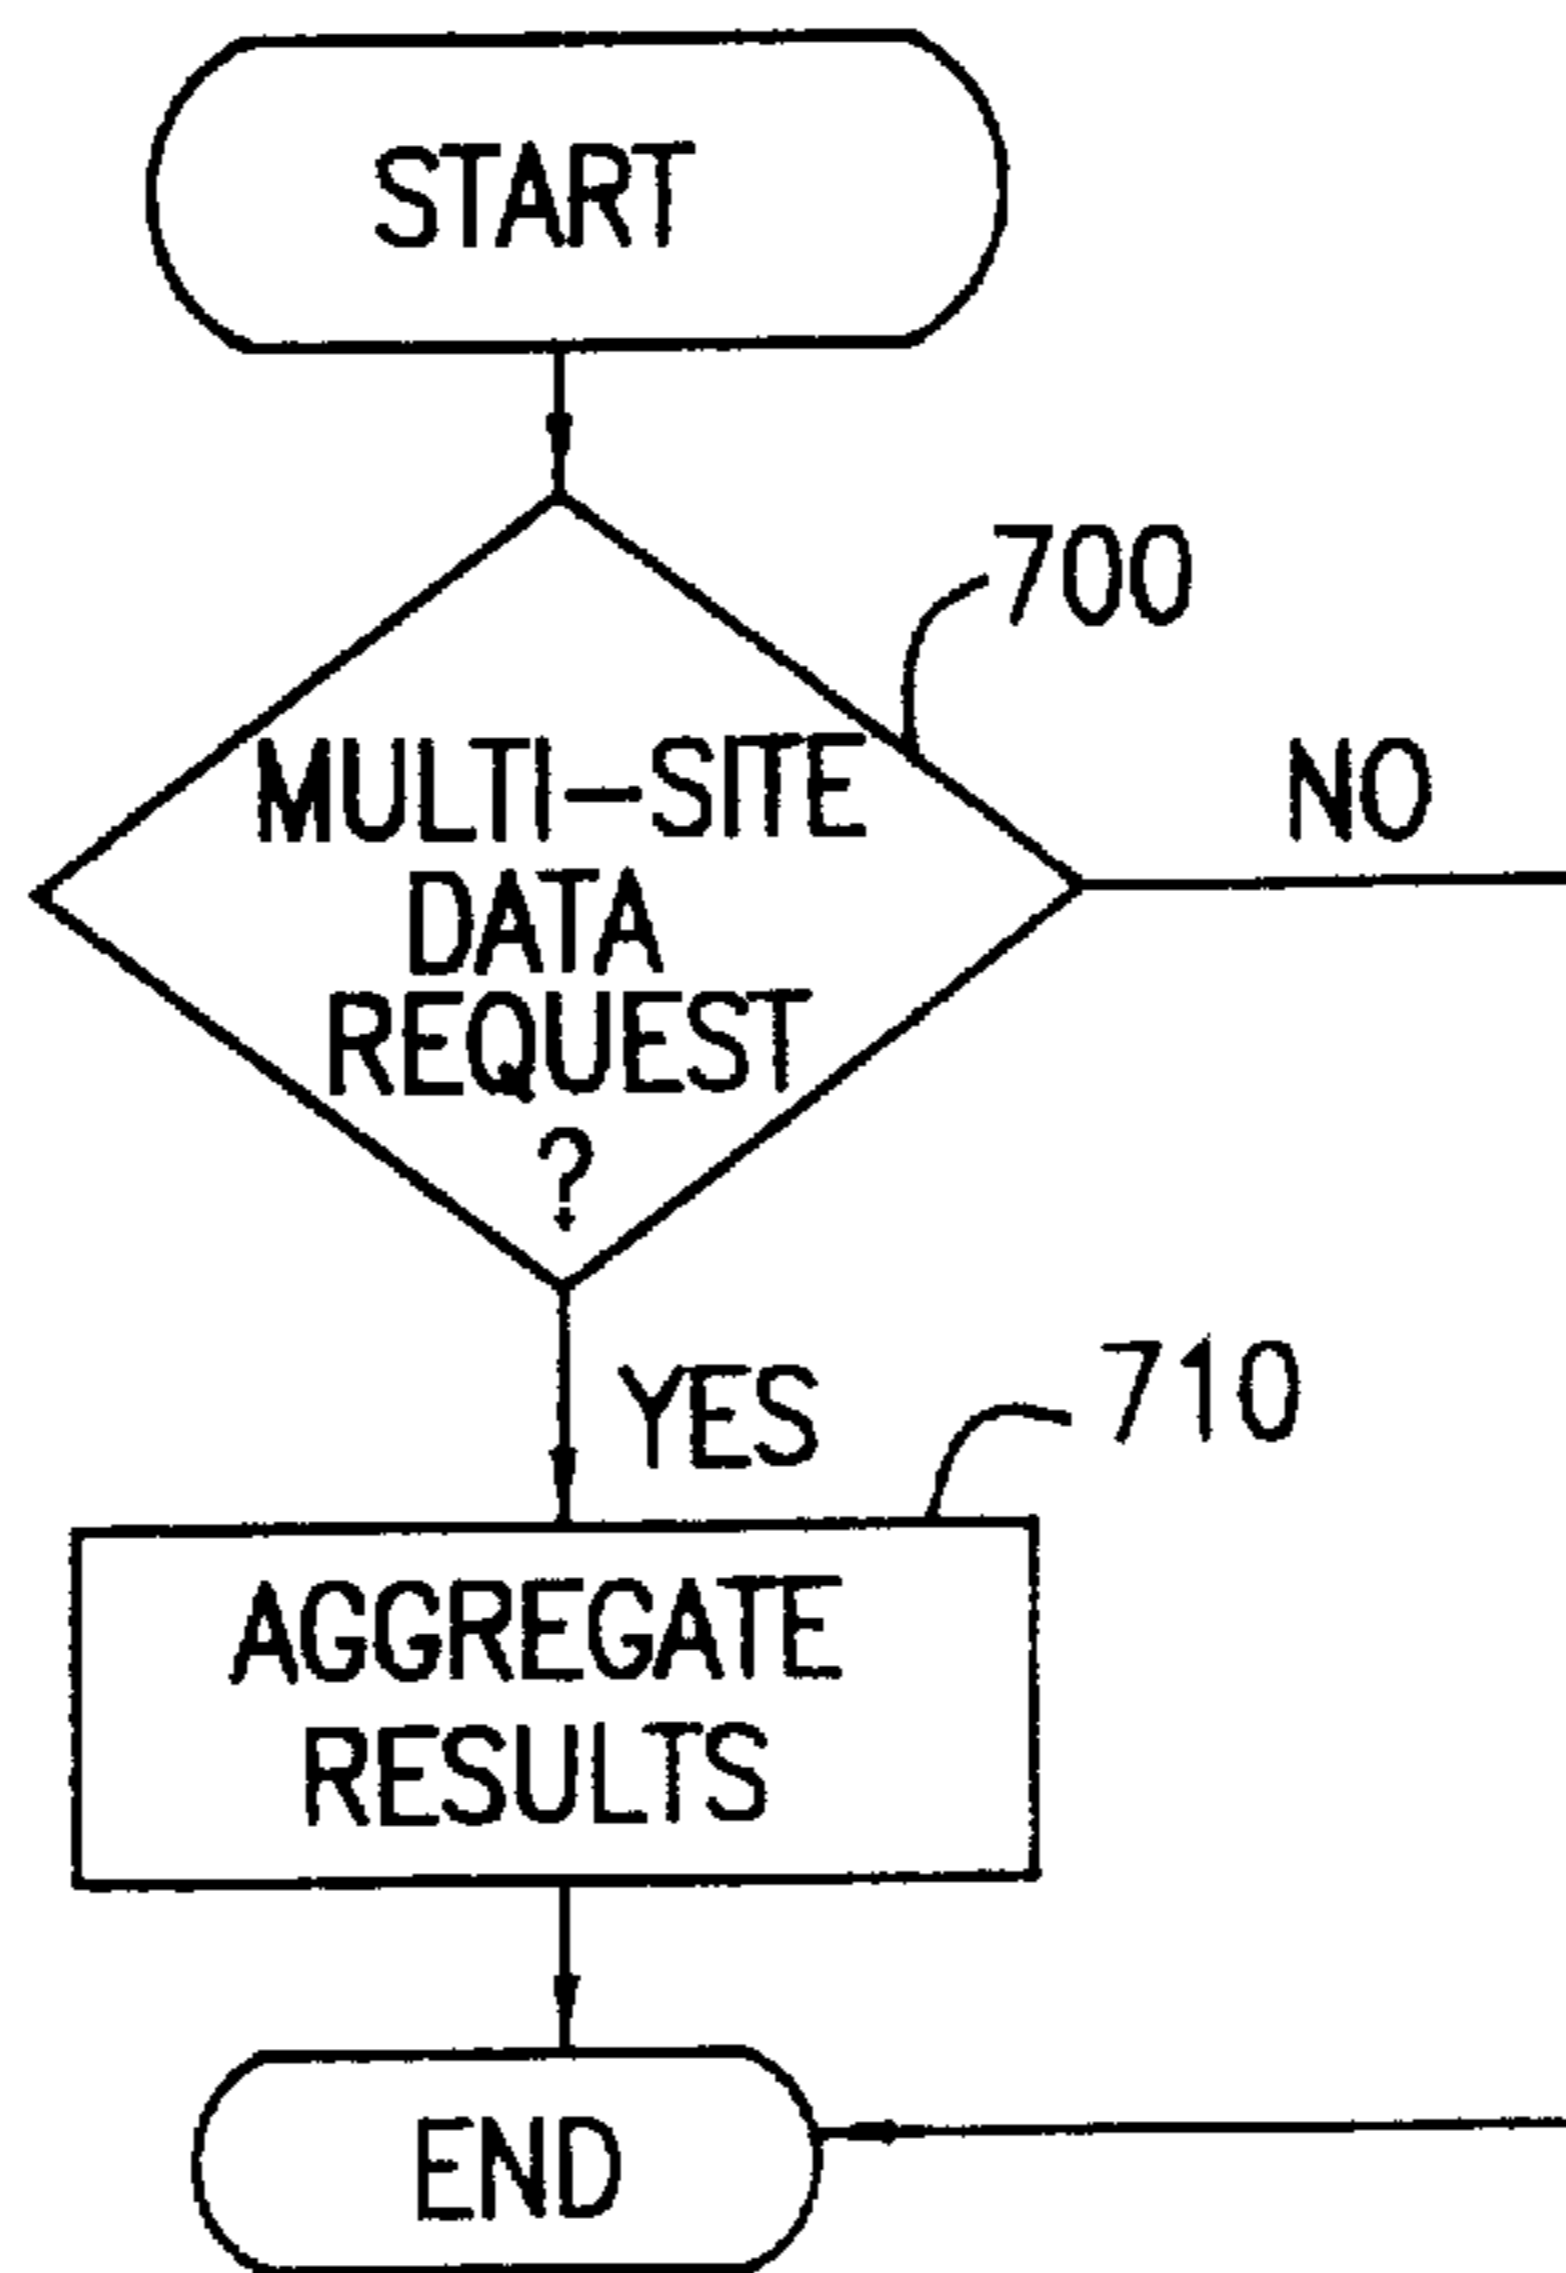 START
700
MULTI-SITE
DATA
REQUEST
?
NO
YES
710
AGGREGATE
RESULTS
END